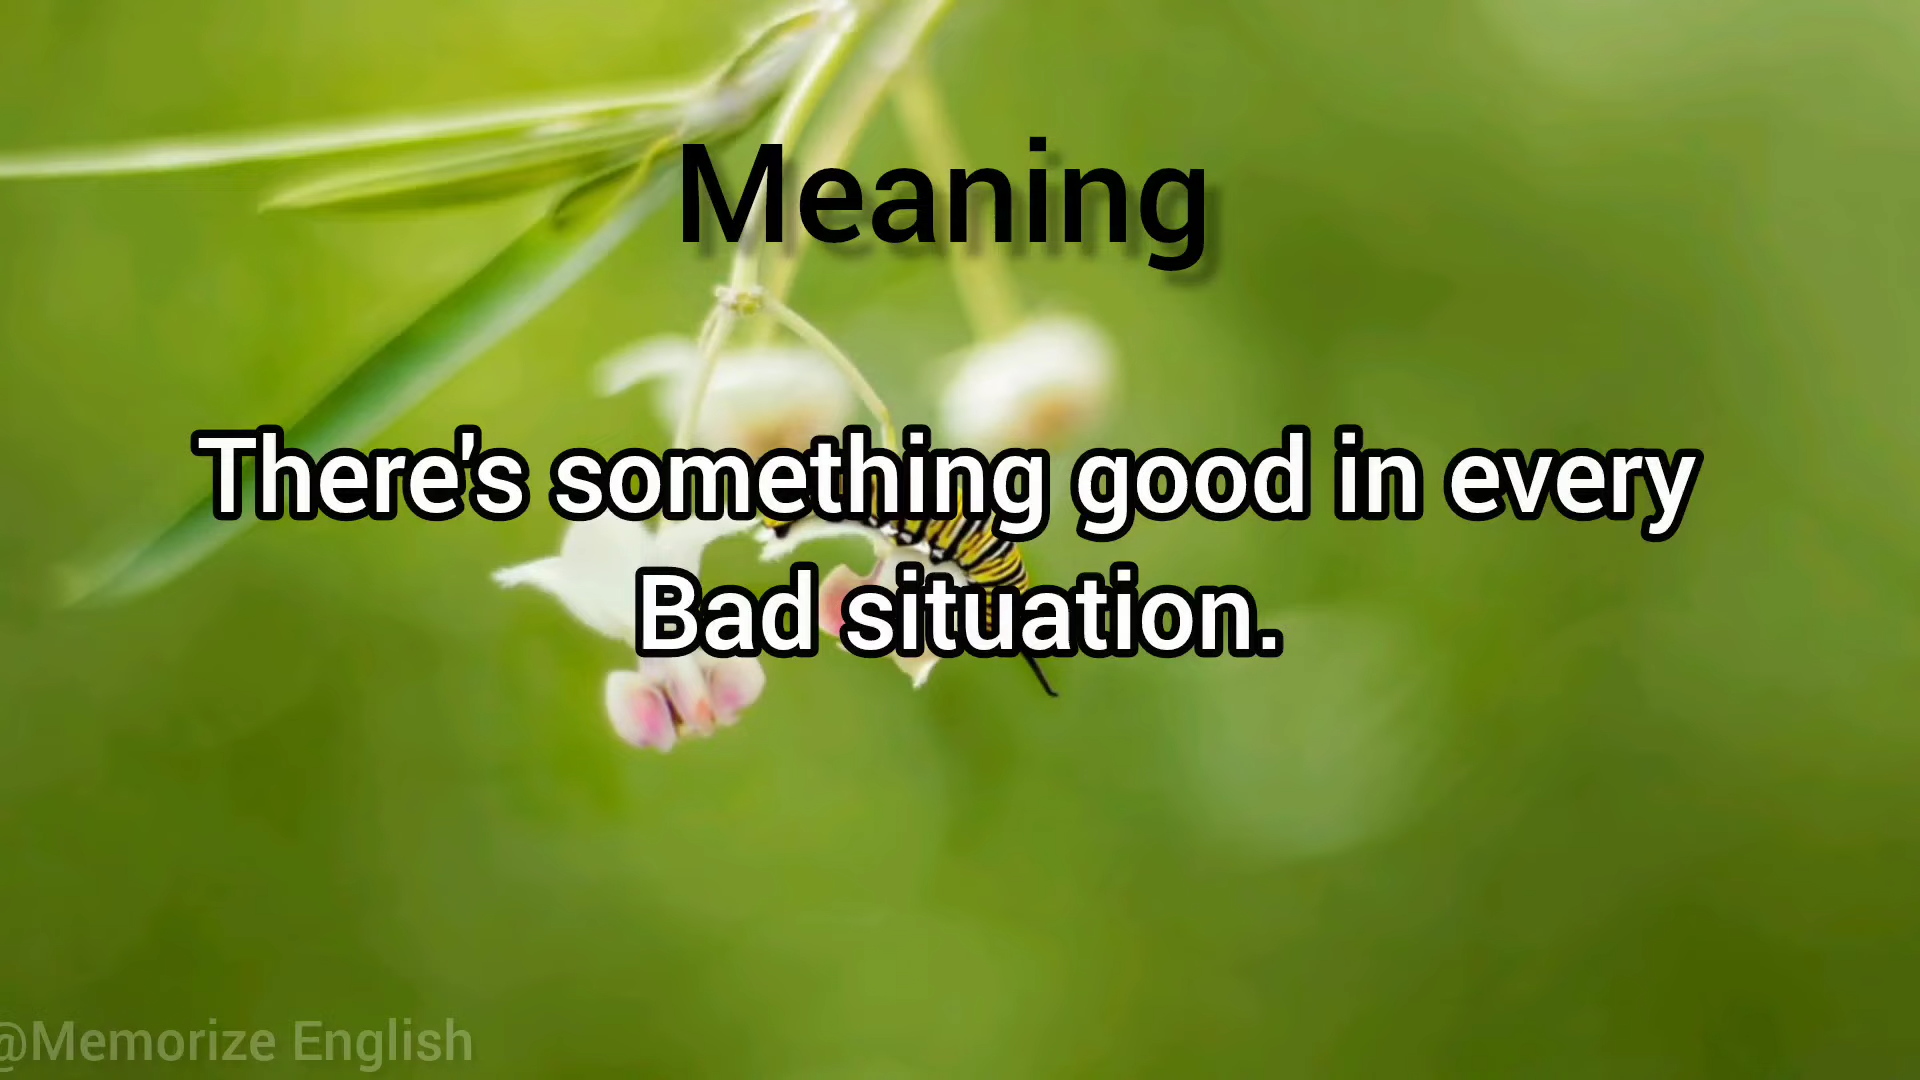 Meaning
There's something good in every
Bad situation.
@Memorize English